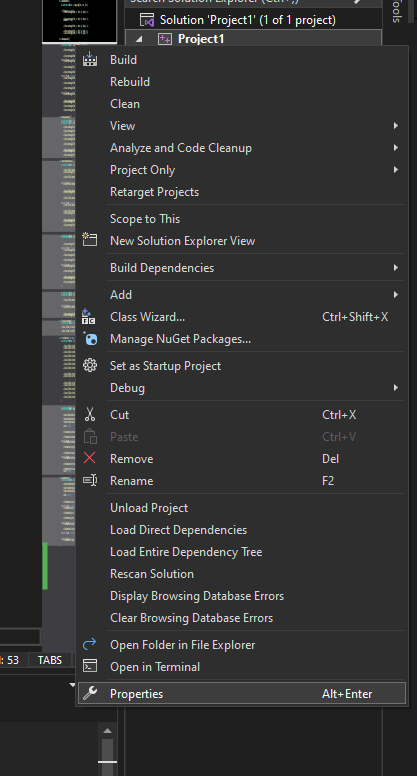 Search Solution Explorer (Ctrl+;)
Solution 'Project1' (1 of 1 project)
Project1
Tools
Build
Rebuild
Clean
View
Analyze and Code Cleanup
Project Only
Retarget Projects
Scope to This
New Solution Explorer View
Build Dependencies
Add
Class Wizard... Ctrl+Shift+X
Manage NuGet Packages...
Set as Startup Project
Debug
Cut Ctrl+X
Paste Ctrl+V
Remove Del
Rename F2
Unload Project
Load Direct Dependencies
Load Entire Dependency Tree
Rescan Solution
Display Browsing Database Errors
Clear Browsing Database Errors
Open Folder in File Explorer
: 53 TABS
Open in Terminal
Properties Alt+Enter